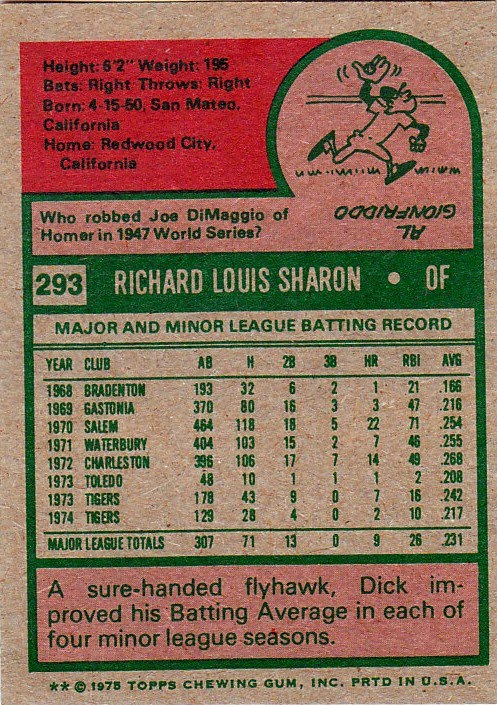 Height: 6'2" Weight: 195
Bats: Right Throws: Right
Born: 4-15-50, San Mateo,
California
Home: Redwood City,
California
Who robbed Joe DiMaggio of
Homer in 1947 World Series?
AL
GIONFRIDDO
293 RICHARD LOUIS SHARON • OF
MAJOR AND MINOR LEAGUE BATTING RECORD
YEAR CLUB AB H 2B 3B HR RBI AVG
1968 BRADENTON 193 32 6 2 1 21 .166
1969 GASTONIA 370 80 16 3 3 47 .216
1970 SALEM 464 118 18 5 22 71 .254
1971 WATERBURY 404 103 15 2 7 46 .255
1972 CHARLESTON 396 106 17 7 14 49 .268
1973 TOLEDO 48 10 1 1 1 2 .208
1973 TIGERS 178 43 9 0 7 16 .242
1974 TIGERS 129 28 4 0 2 10 .217
MAJOR LEAGUE TOTALS 307 71 13 0 9 26 .231
A sure-handed flyhawk, Dick im-
proved his Batting Average in each of
four minor league seasons.
** © 1975 TOPPS CHEWING GUM, INC. PRTD IN U.S.A.